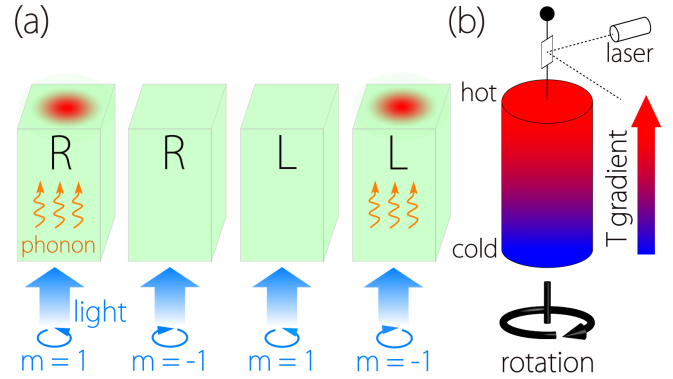 (a)
R
R
L
L
phonon
light
m = 1
m = -1
m = 1
m = -1
(b)
laser
hot
T gradient
cold
rotation